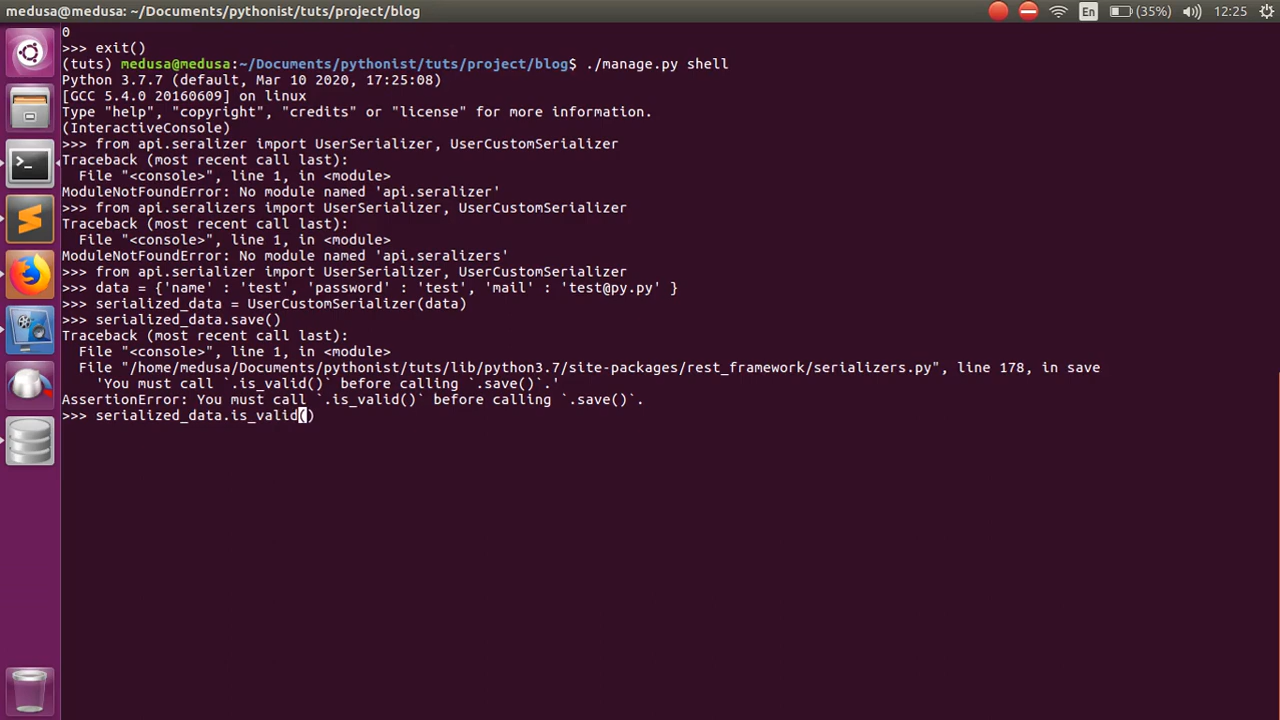 medusa@medusa: ~/Documents/pythonist/tuts/project/blog
En
(35%)
12:25
0
>>> exit()
(tuts) medusa@medusa:~/Documents/pythonist/tuts/project/blog$ ./manage.py shell
Python 3.7.7 (default, Mar 10 2020, 17:25:08)
[GCC 5.4.0 20160609] on linux
Type "help", "copyright", "credits" or "license" for more information.
(InteractiveConsole)
>>> from api.seralizer import UserSerializer, UserCustomSerializer
Traceback (most recent call last):
  File "<console>", line 1, in <module>
ModuleNotFoundError: No module named 'api.seralizer'
>>> from api.seralizers import UserSerializer, UserCustomSerializer
Traceback (most recent call last):
  File "<console>", line 1, in <module>
ModuleNotFoundError: No module named 'api.seralizers'
>>> from api.serializer import UserSerializer, UserCustomSerializer
>>> data = {'name' : 'test', 'password' : 'test', 'mail' : 'test@py.py' }
>>> serialized_data = UserCustomSerializer(data)
>>> serialized_data.save()
Traceback (most recent call last):
  File "<console>", line 1, in <module>
  File "/home/medusa/Documents/pythonist/tuts/lib/python3.7/site-packages/rest_framework/serializers.py", line 178, in save
    'You must call `.is_valid()` before calling `.save()`.'
AssertionError: You must call `.is_valid()` before calling `.save()`.
>>> serialized_data.is_valid()